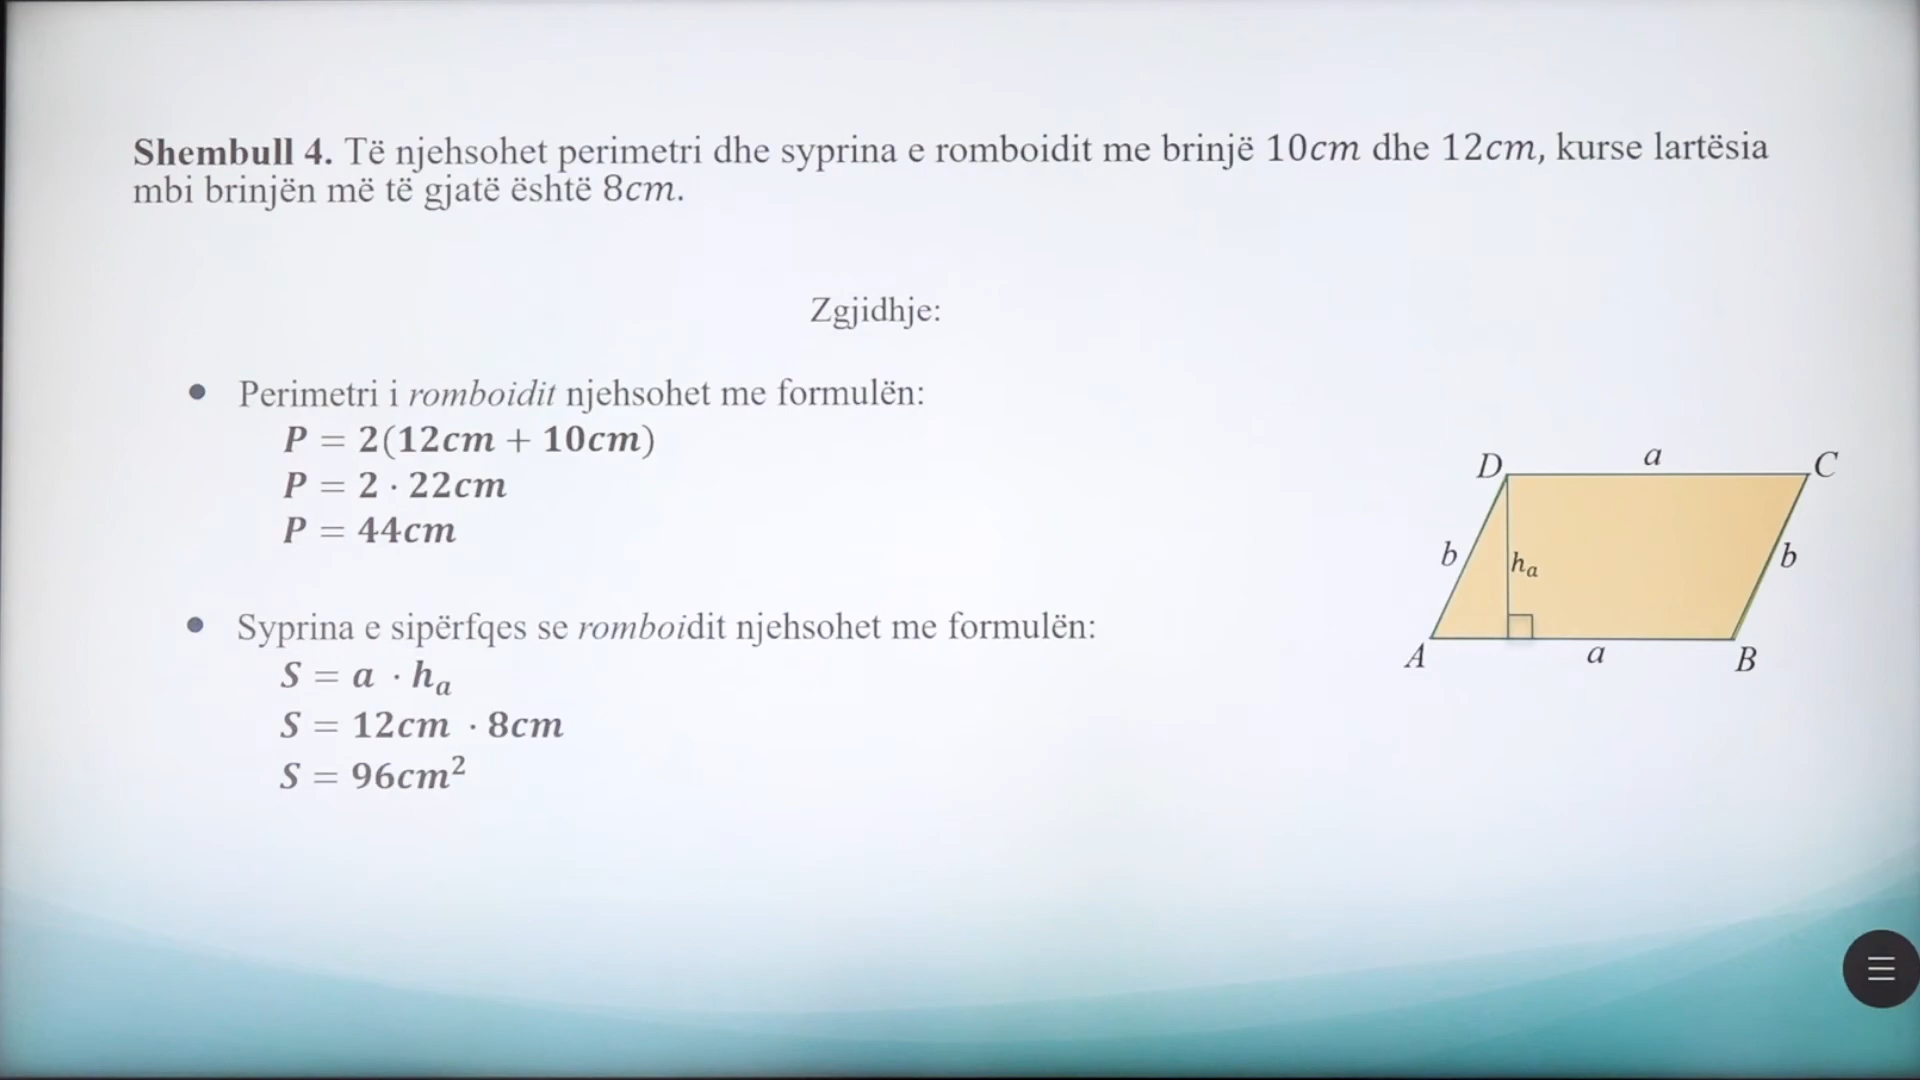 Shembull 4. Të njehsohet perimetri dhe syprina e romboidit me brinjë 10cm dhe 12cm, kurse lartësia
mbi brinjën më të gjatë është 8cm.
Zgjidhje:
• Perimetri i romboidit njehsohet me formulën:
P = 2(12cm + 10cm)
P = 2 · 22cm
P = 44cm
• Syprina e sipërfqes se romboidit njehsohet me formulën:
S = a · hₐ
S = 12cm · 8cm
S = 96cm²
D a C
b hₐ b
A a B